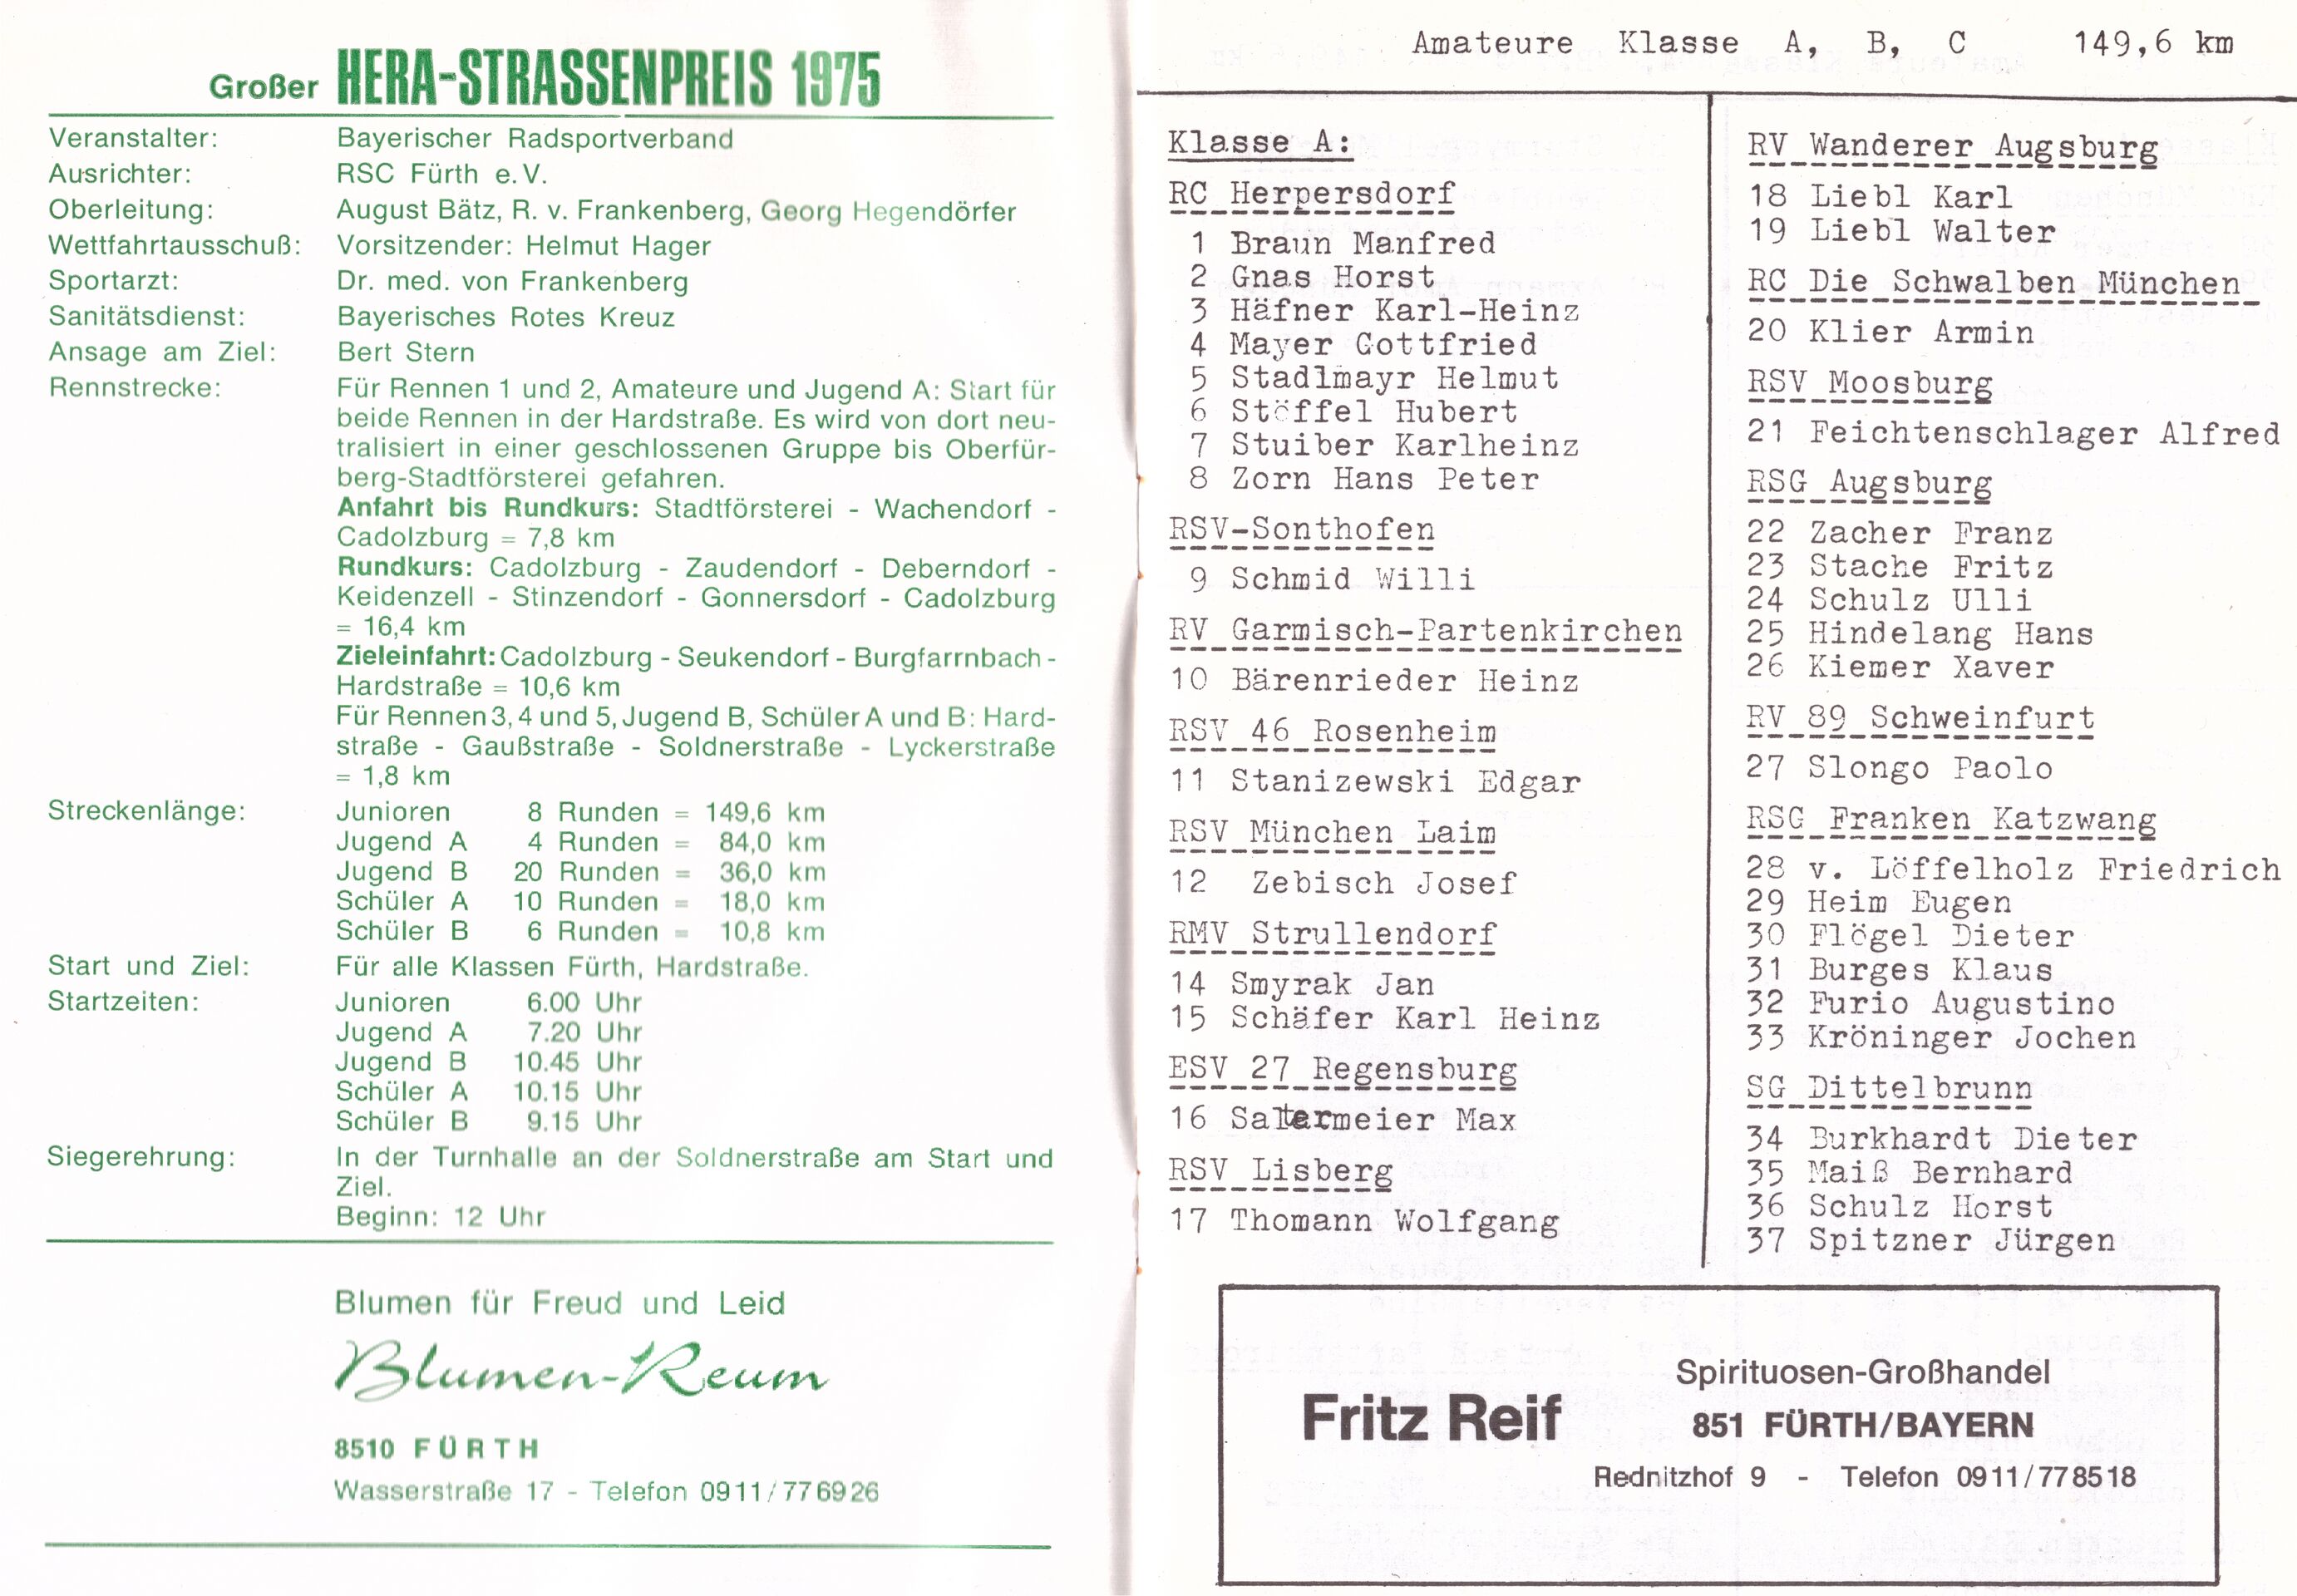 Großer HERA-STRASSENPREIS 1975
Veranstalter: Bayerischer Radsportverband
Ausrichter: RSC Fürth e.V.
Oberleitung: August Bätz, R. v. Frankenberg, Georg Hegendörfer
Wettfahrtausschuß: Vorsitzender: Helmut Hager
Sportarzt: Dr. med. von Frankenberg
Sanitätsdienst: Bayerisches Rotes Kreuz
Ansage am Ziel: Bert Stern
Rennstrecke: Für Rennen 1 und 2, Amateure und Jugend A: Start für
beide Rennen in der Hardstraße. Es wird von dort neu-
tralisiert in einer geschlossenen Gruppe bis Oberfür-
berg-Stadtförsterei gefahren.
Anfahrt bis Rundkurs: Stadtförsterei - Wachendorf -
Cadolzburg = 7,8 km
Rundkurs: Cadolzburg - Zaudendorf - Deberndorf -
Keidenzell - Stinzendorf - Gonnersdorf - Cadolzburg
= 16,4 km
Zieleinfahrt: Cadolzburg - Seukendorf - Burgfarrnbach -
Hardstraße = 10,6 km
Für Rennen 3, 4 und 5, Jugend B, Schüler A und B: Hard-
straße - Gaußstraße - Soldnerstraße - Lyckerstraße
= 1,8 km
Streckenlänge: Junioren 8 Runden = 149,6 km
Jugend A 4 Runden = 84,0 km
Jugend B 20 Runden = 36,0 km
Schüler A 10 Runden = 18,0 km
Schüler B 6 Runden = 10,8 km
Start und Ziel: Für alle Klassen Fürth, Hardstraße.
Startzeiten: Junioren 6.00 Uhr
Jugend A 7.20 Uhr
Jugend B 10.45 Uhr
Schüler A 10.15 Uhr
Schüler B 9.15 Uhr
Siegerehrung: In der Turnhalle an der Soldnerstraße am Start und
Ziel.
Beginn: 12 Uhr
Blumen für Freud und Leid
Blumen-Reum
8510 FÜRTH
Wasserstraße 17 - Telefon 0911/776926
Amateure Klasse A, B, C 149,6 km
Klasse A:
RC Herpersdorf
1 Braun Manfred
2 Gnas Horst
3 Häfner Karl-Heinz
4 Mayer Gottfried
5 Stadlmayr Helmut
6 Stöffel Hubert
7 Stuiber Karlheinz
8 Zorn Hans Peter
RSV-Sonthofen
9 Schmid Willi
RV Garmisch-Partenkirchen
10 Bärenrieder Heinz
RSV 46 Rosenheim
11 Stanizewski Edgar
RSV München Laim
12 Zebisch Josef
RMV Strullendorf
14 Smyrak Jan
15 Schäfer Karl Heinz
ESV 27 Regensburg
16 Saltermeier Max
RSV Lisberg
17 Thomann Wolfgang
RV Wanderer Augsburg
18 Liebl Karl
19 Liebl Walter
RC Die Schwalben München
20 Klier Armin
RSV Moosburg
21 Feichtenschlager Alfred
RSG Augsburg
22 Zacher Franz
23 Stache Fritz
24 Schulz Ulli
25 Hindelang Hans
26 Kiemer Xaver
RV 89 Schweinfurt
27 Slongo Paolo
RSG Franken Katzwang
28 v. Löffelholz Friedrich
29 Heim Eugen
30 Flögel Dieter
31 Burges Klaus
32 Furio Augustino
33 Kröninger Jochen
SG Dittelbrunn
34 Burkhardt Dieter
35 Maiß Bernhard
36 Schulz Horst
37 Spitzner Jürgen
Spirituosen-Großhandel
Fritz Reif 851 FÜRTH/BAYERN
Rednitzhof 9 - Telefon 0911/778518